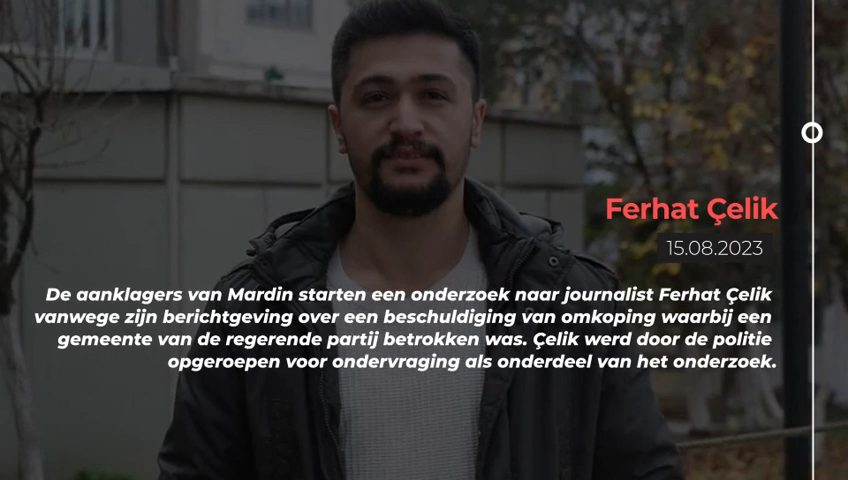 Ferhat Çelik
15.08.2023
De aanklagers van Mardin starten een onderzoek naar journalist Ferhat Çelik
vanwege zijn berichtgeving over een beschuldiging van omkoping waarbij een
gemeente van de regerende partij betrokken was. Çelik werd door de politie
opgeroepen voor ondervraging als onderdeel van het onderzoek.